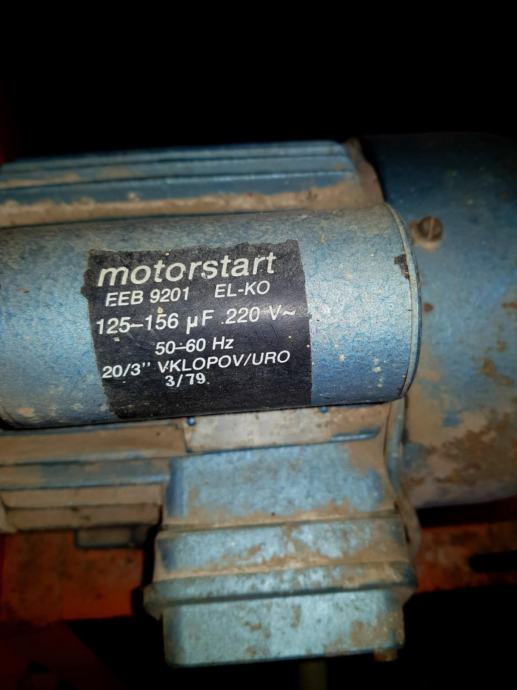 motorstart
EEB 9201 EL-KO
125-156 µF 220 V~
50-60 Hz
20/3" VKLOPOV/URO
3/79